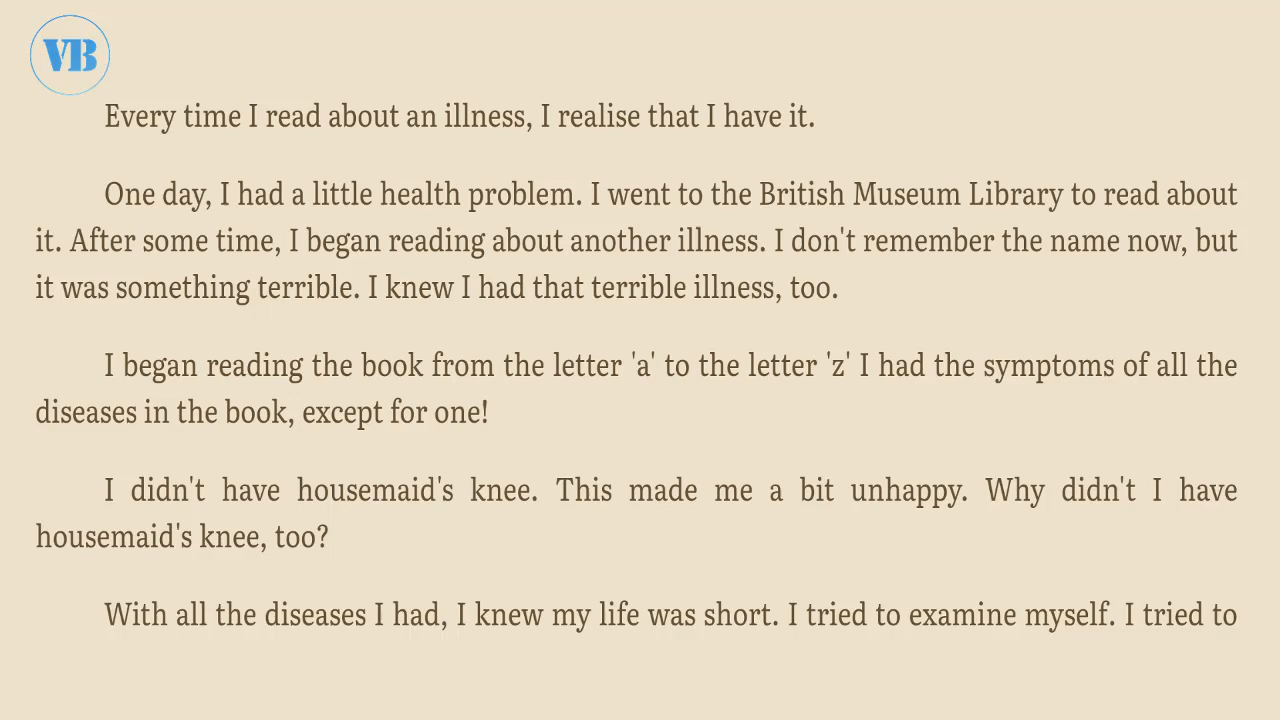 VB
Every time I read about an illness, I realise that I have it.
One day, I had a little health problem. I went to the British Museum Library to read about
it. After some time, I began reading about another illness. I don't remember the name now, but
it was something terrible. I knew I had that terrible illness, too.
I began reading the book from the letter 'a' to the letter 'z' I had the symptoms of all the
diseases in the book, except for one!
I didn't have housemaid's knee. This made me a bit unhappy. Why didn't I have
housemaid's knee, too?
With all the diseases I had, I knew my life was short. I tried to examine myself. I tried to